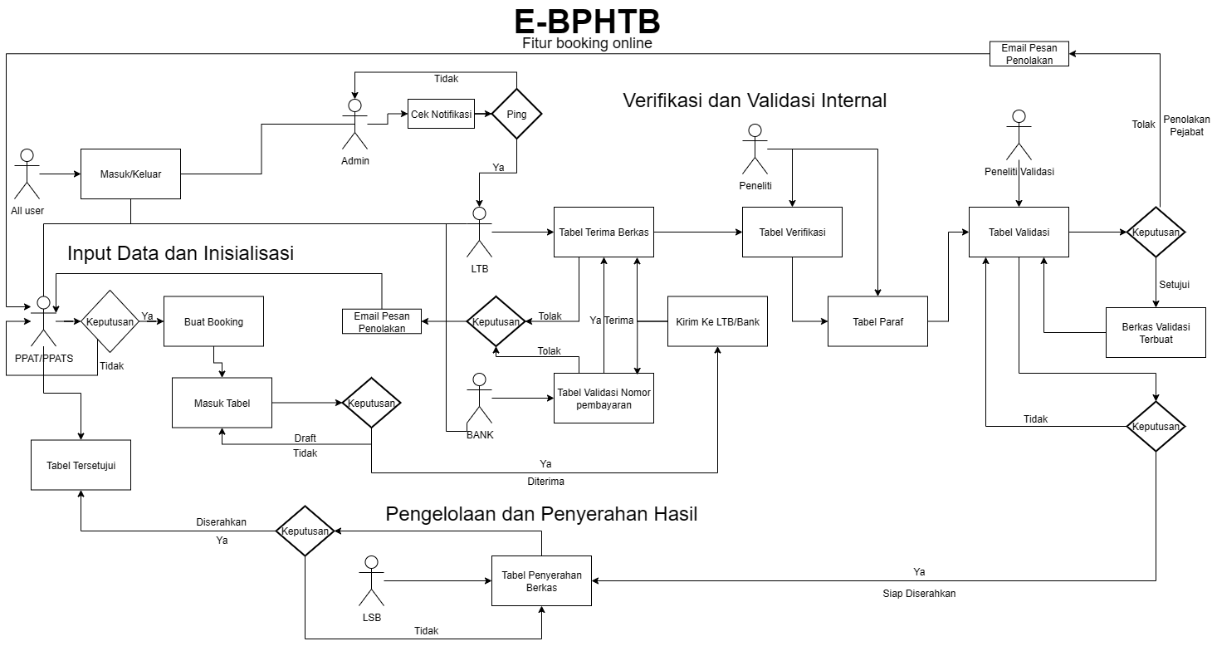 E-BPHTB
Fitur booking online
Email Pesan
Penolakan
Tidak
Verifikasi dan Validasi Internal
Cek Notifikasi
Ping
Admin
Tolak
Penolakan
Pejabat
Masuk/Keluar
All user
Ya
Peneliti
Peneliti Validasi
Input Data dan Inisialisasi
LTB
Tabel Terima Berkas
Tabel Verifikasi
Tabel Validasi
Keputusan
Setujui
PPAT/PPATS
Keputusan
Ya
Buat Booking
Tidak
Email Pesan
Penolakan
Keputusan
Tolak
Ya Terima
Kirim Ke LTB/Bank
Tabel Paraf
Berkas Validasi
Terbuat
Tolak
Masuk Tabel
Keputusan
BANK
Tabel Validasi Nomor
pembayaran
Draft
Tidak
Tidak
Keputusan
Tabel Tersetujui
Ya
Diterima
Pengelolaan dan Penyerahan Hasil
Diserahkan
Ya
Keputusan
LSB
Tabel Penyerahan
Berkas
Ya
Siap Diserahkan
Tidak